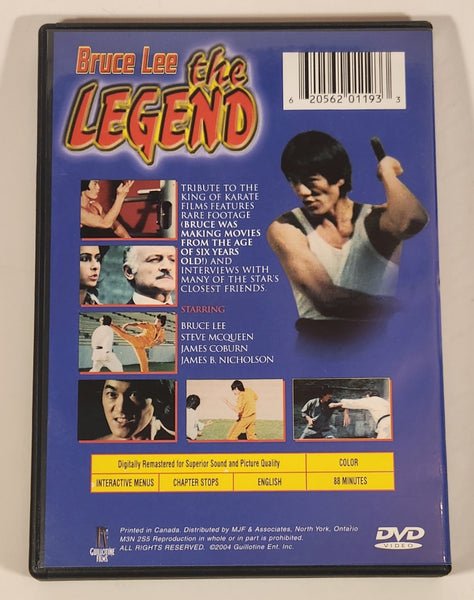 Bruce Lee the
LEGEND
6 20562 01193 3
TRIBUTE TO THE
KING OF KARATE
FILMS FEATURES
RARE FOOTAGE
(BRUCE WAS
MAKING MOVIES
FROM THE AGE
OF SIX YEARS
OLD!) AND
INTERVIEWS WITH
MANY OF THE STAR'S
CLOSEST FRIENDS.
STARRING
BRUCE LEE
STEVE MCQUEEN
JAMES COBURN
JAMES B. NICHOLSON
Digitally Remastered for Superior Sound and Picture Quality
COLOR
INTERACTIVE MENUS
CHAPTER STOPS
ENGLISH
88 MINUTES
GUILLOTINE
FILMS
Printed in Canada. Distributed by MJF & Associates, North York, Ontario
M3N 2S5 Reproduction in whole or in part is prohibited.
ALL RIGHTS RESERVED. ©2004 Guillotine Ent. Inc.
DVD
VIDEO